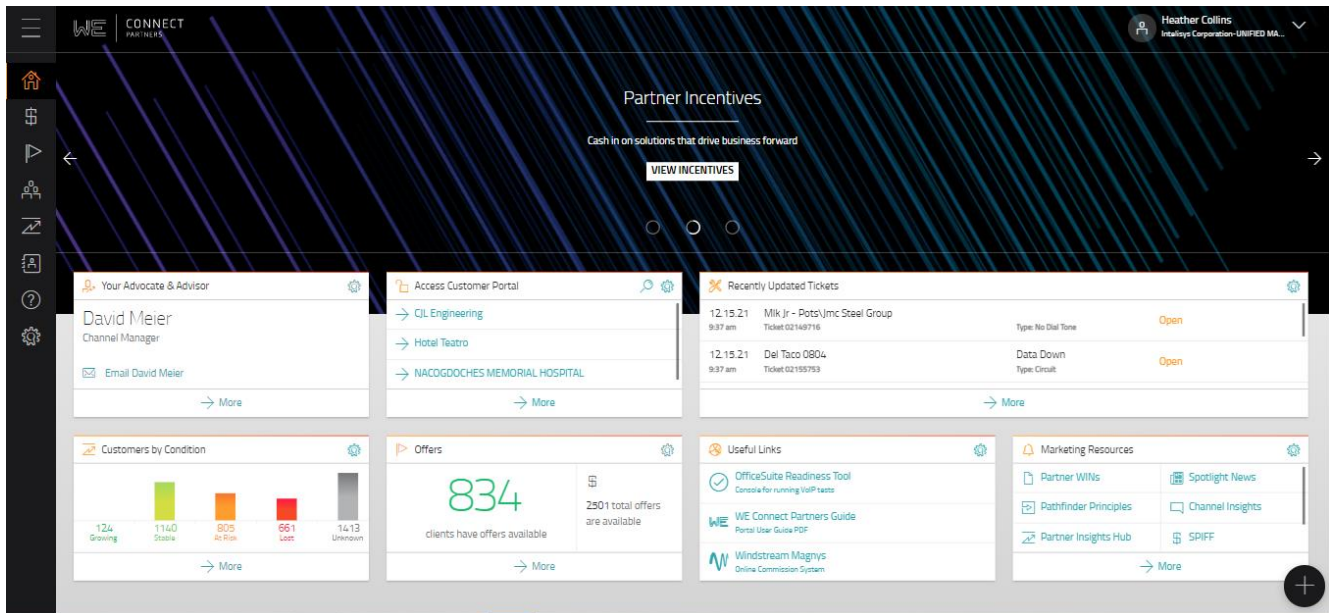 WE CONNECT
PARTNERS
Heather Collins
Intelisys Corporation-UNIFIED MA...
Partner Incentives
Cash in on solutions that drive business forward
VIEW INCENTIVES
Your Advocate & Advisor
David Meier
Channel Manager
Email David Meier
More
Access Customer Portal
CJL Engineering
Hotel Teatro
NACOGDOCHES MEMORIAL HOSPITAL
More
Recently Updated Tickets
12.15.21 Mlk Jr - Pots\Jmc Steel Group Open
9:37 am Ticket 02149716 Type: No Dial Tone
12.15.21 Del Taco 0804 Data Down Open
9:37 am Ticket 02155753 Type: Circuit
More
Customers by Condition
124 1140 805 661 1413
Growing Stable At Risk Lost Unknown
More
Offers
834
clients have offers available
$
2501 total offers
are available
More
Useful Links
OfficeSuite Readiness Tool
Console for running VoIP tests
WE WE Connect Partners Guide
Portal User Guide PDF
Windstream Magnys
Online Commission System
Marketing Resources
Partner WINs Spotlight News
Pathfinder Principles Channel Insights
Partner Insights Hub SPIFF
More